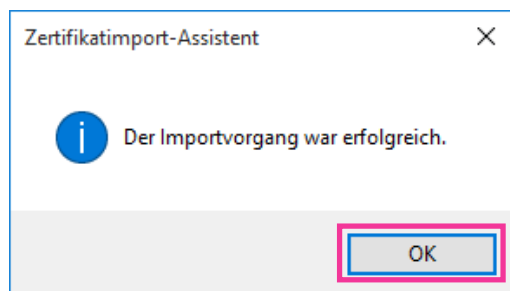 Zertifikatimport-Assistent
Der Importvorgang war erfolgreich.
OK